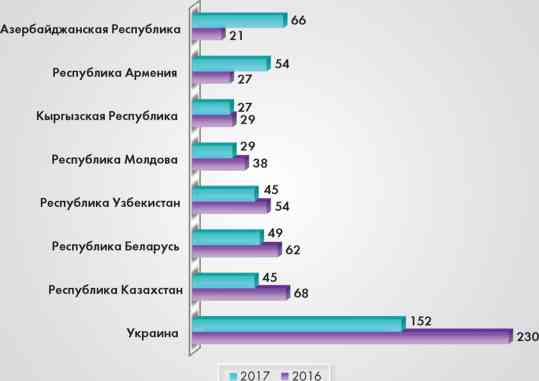 Азербайджанская Республика
66
21
Республика Армения
54
27
Кыргызская Республика
27
29
Республика Молдова
29
38
Республика Узбекистан
45
54
Республика Беларусь
49
62
Республика Казахстан
45
68
Украина
152
230
2017 2016